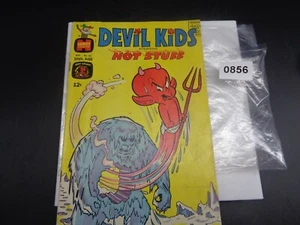 DEVIL KIDS
HOT STUFF
12¢
0856